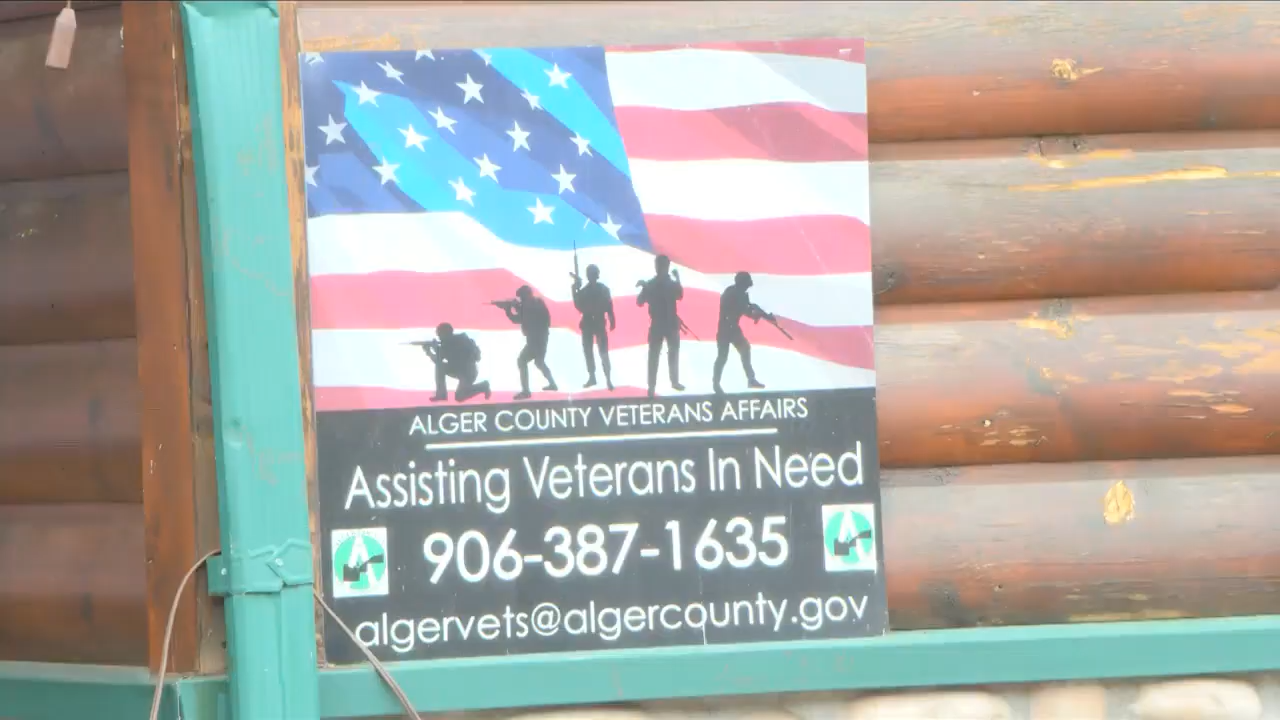 ALGER COUNTY VETERANS AFFAIRS
Assisting Veterans In Need
906-387-1635
algervets@algercounty.gov